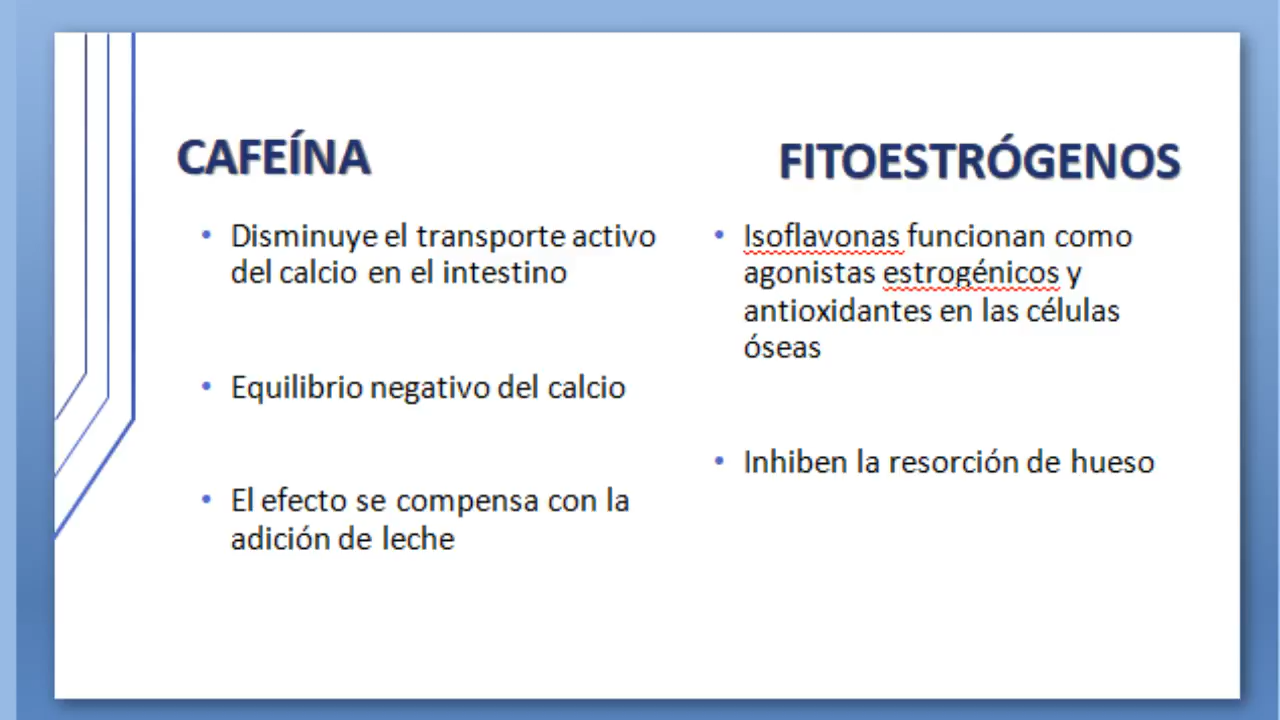 CAFEÍNA
• Disminuye el transporte activo
del calcio en el intestino
• Equilibrio negativo del calcio
• El efecto se compensa con la
adición de leche
FITOESTRÓGENOS
• Isoflavonas funcionan como
agonistas estrogénicos y
antioxidantes en las células
óseas
• Inhiben la resorción de hueso